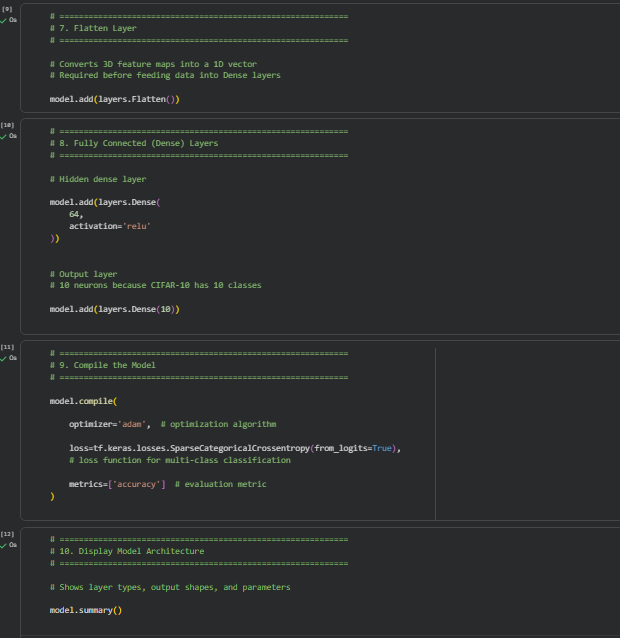 [9]
0s
# ============================================================
# 7. Flatten Layer
# ============================================================
# Converts 3D feature maps into a 1D vector
# Required before feeding data into Dense layers
model.add(layers.Flatten())
[10]
0s
# ============================================================
# 8. Fully Connected (Dense) Layers
# ============================================================
# Hidden dense layer
model.add(layers.Dense(
    64,
    activation='relu'
))
# Output layer
# 10 neurons because CIFAR-10 has 10 classes
model.add(layers.Dense(10))
[11]
0s
# ============================================================
# 9. Compile the Model
# ============================================================
model.compile(
    optimizer='adam',  # optimization algorithm
    loss=tf.keras.losses.SparseCategoricalCrossentropy(from_logits=True),
    # loss function for multi-class classification
    metrics=['accuracy']  # evaluation metric
)
[12]
0s
# ============================================================
# 10. Display Model Architecture
# ============================================================
# Shows layer types, output shapes, and parameters
model.summary()